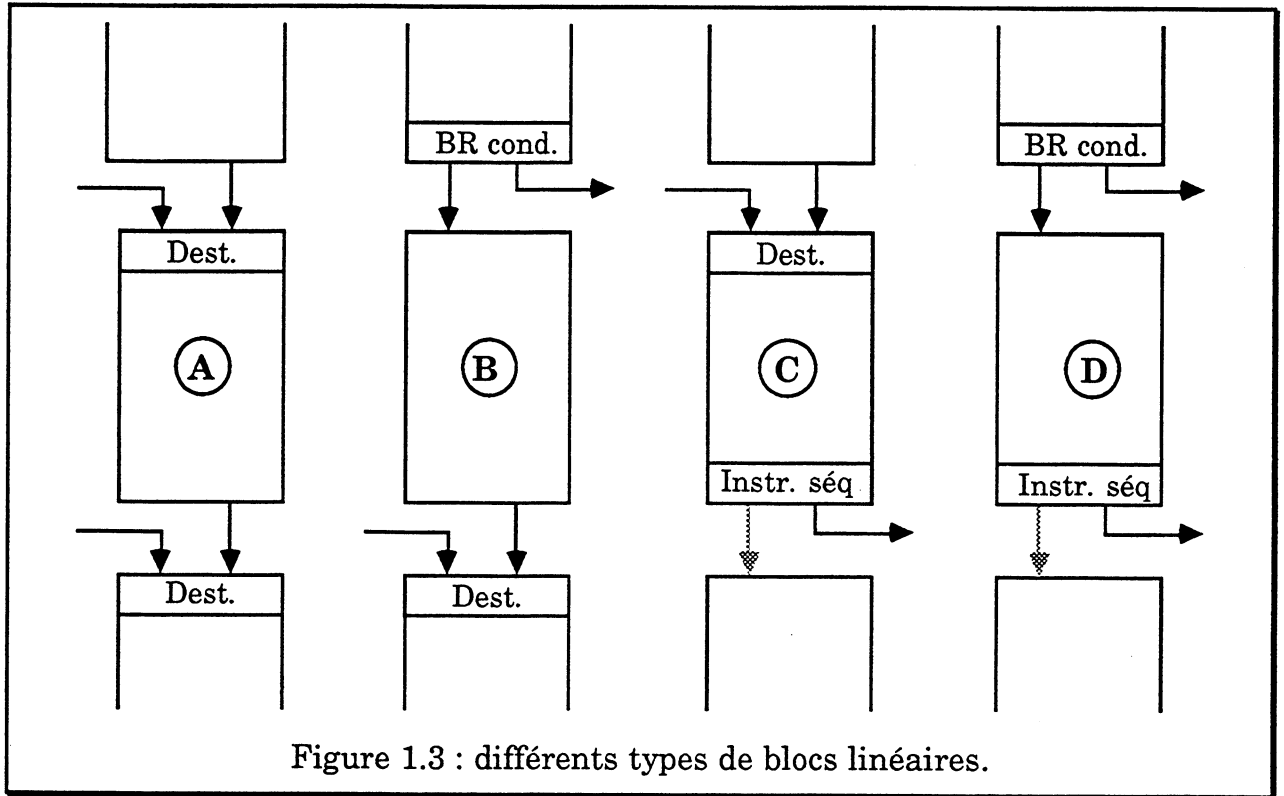 BR cond.
BR cond.
Dest.
Dest.
A
B
C
D
Instr. séq
Instr. séq
Dest.
Dest.
Figure 1.3 : différents types de blocs linéaires.